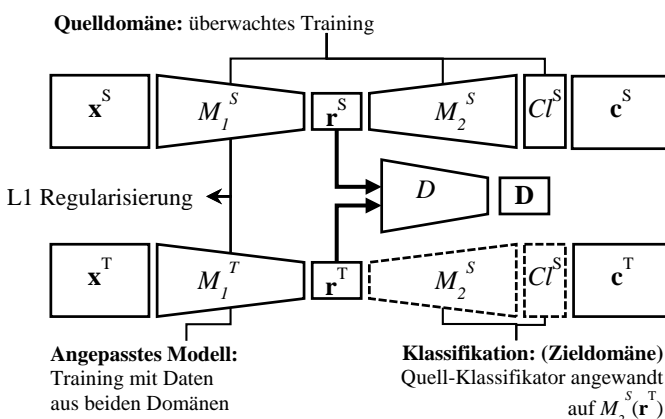 Quelldomäne: überwachtes Training
x^S M_1^S r^S M_2^S Cl^S c^S
D D
L1 Regularisierung
x^T M_1^T r^T M_2^S Cl^S c^T
Angepasstes Modell:
Training mit Daten
aus beiden Domänen
Klassifikation: (Zieldomäne)
Quell-Klassifikator angewandt
auf M_2^S(r^T)